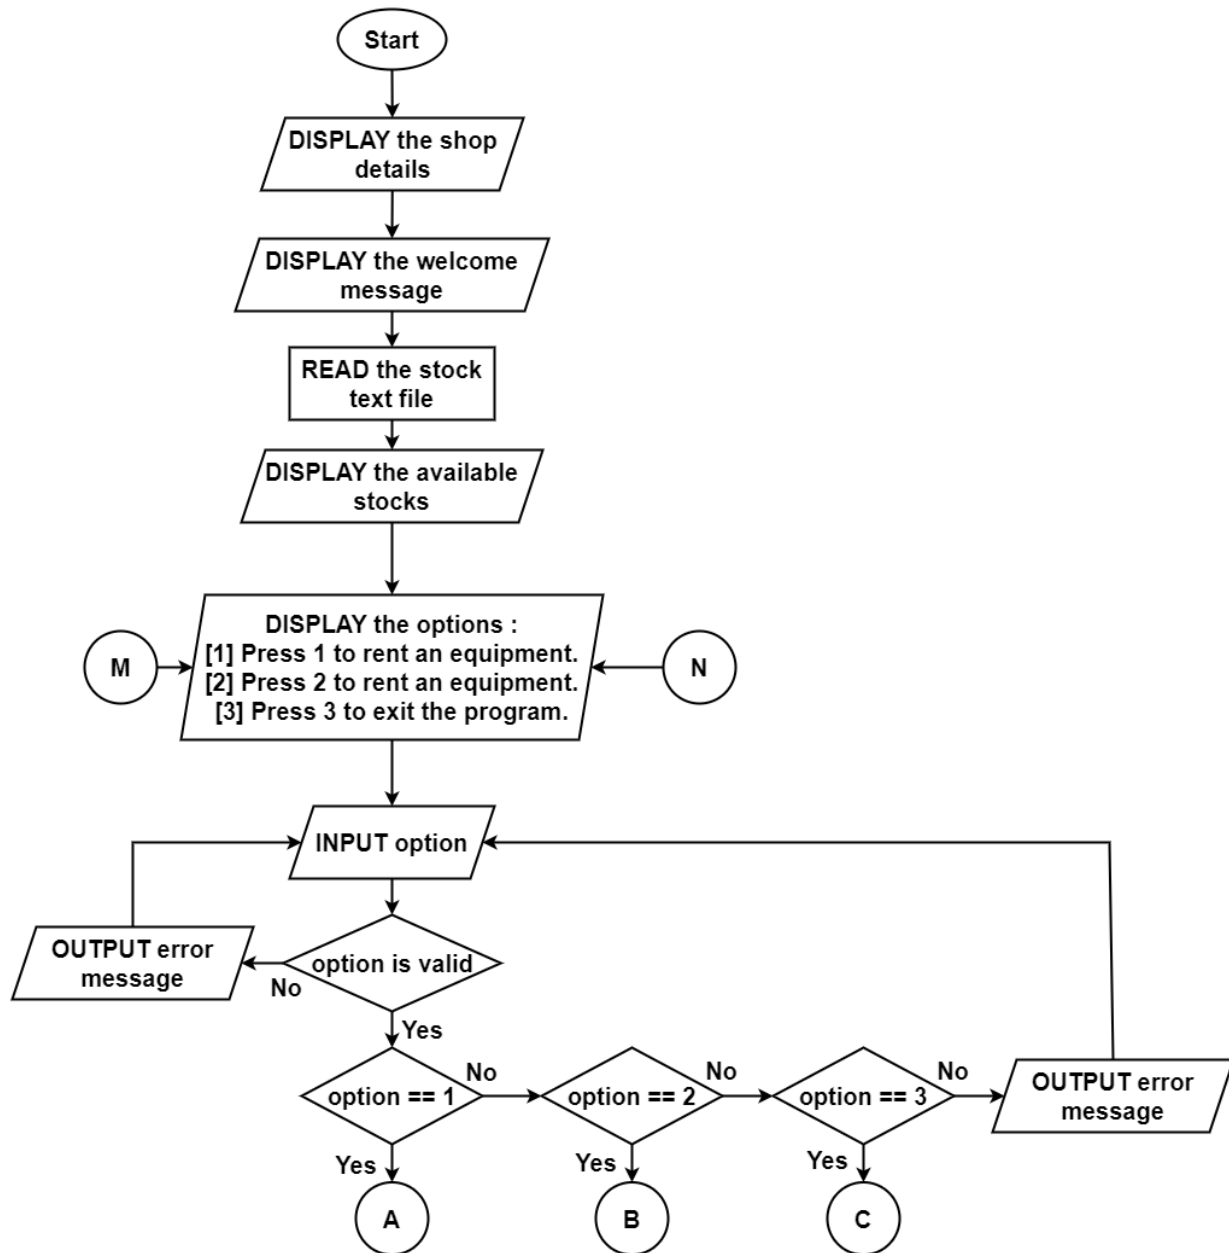 Start
DISPLAY the shop
details
DISPLAY the welcome
message
READ the stock
text file
DISPLAY the available
stocks
DISPLAY the options :
[1] Press 1 to rent an equipment.
[2] Press 2 to rent an equipment.
[3] Press 3 to exit the program.
M
N
INPUT option
OUTPUT error
message
option is valid
No
Yes
option == 1
No
option == 2
No
option == 3
No
OUTPUT error
message
Yes
Yes
Yes
A
B
C